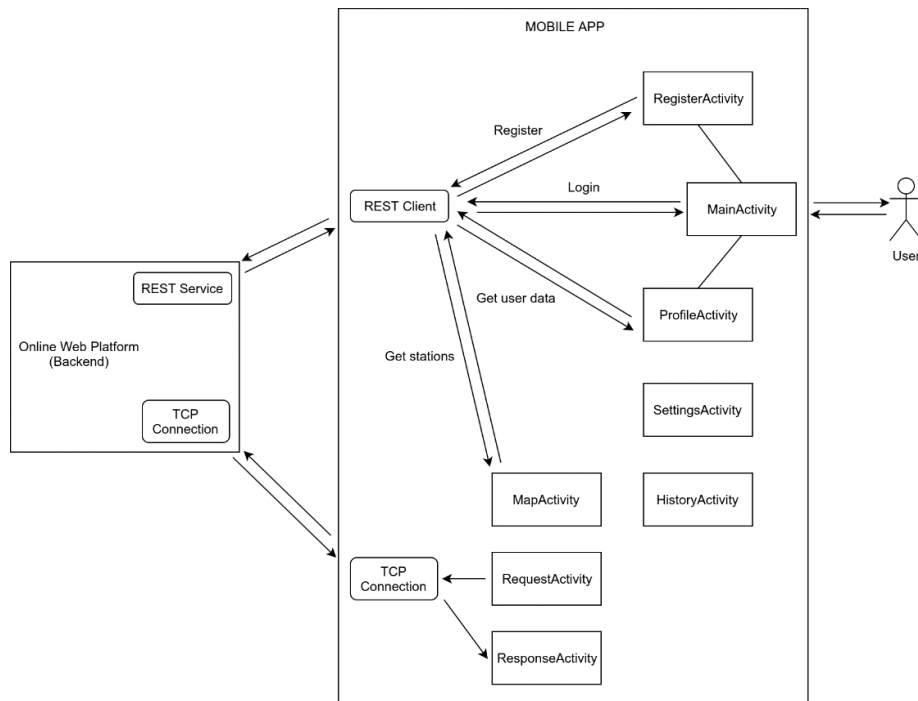 MOBILE APP
RegisterActivity
Register
Login
REST Client
MainActivity
User
REST Service
Get user data
ProfileActivity
Online Web Platform
(Backend)
Get stations
SettingsActivity
TCP
Connection
MapActivity
HistoryActivity
TCP
Connection
RequestActivity
ResponseActivity